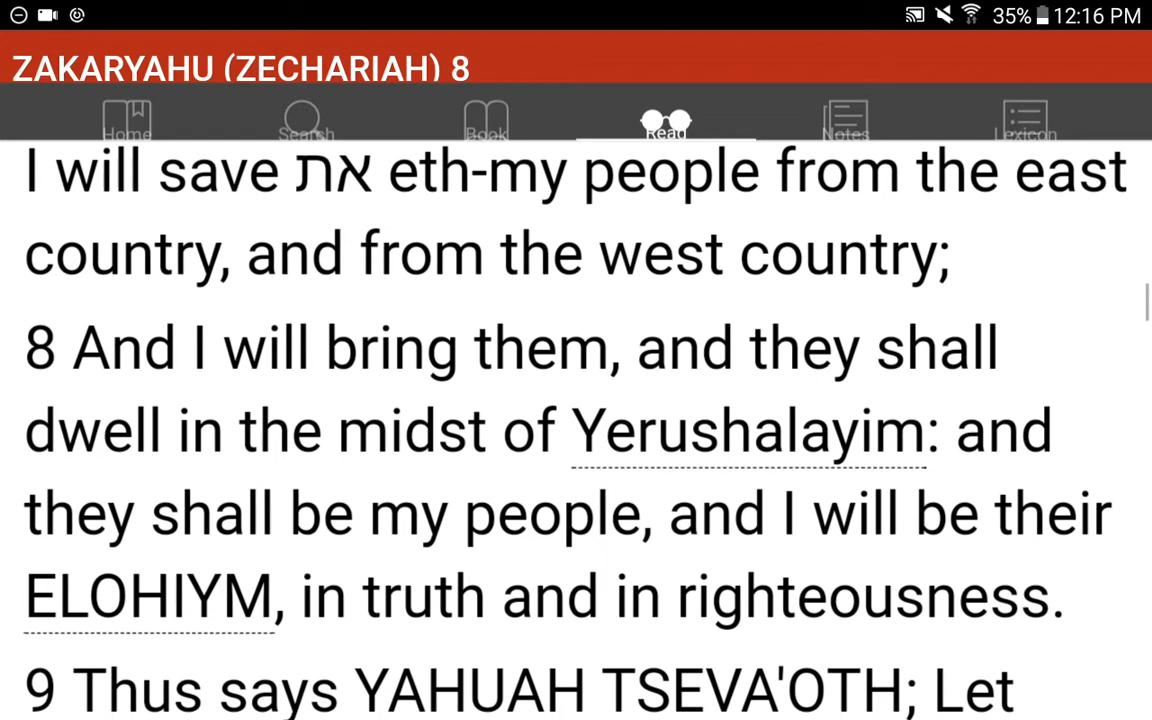 35% 12:16 PM
ZAKARYAHU (ZECHARIAH) 8
Home Search Book Read Notes Lexicon
I will save את eth-my people from the east
country, and from the west country;
8 And I will bring them, and they shall
dwell in the midst of Yerushalayim: and
they shall be my people, and I will be their
ELOHIYM, in truth and in righteousness.
9 Thus says YAHUAH TSEVA'OTH; Let